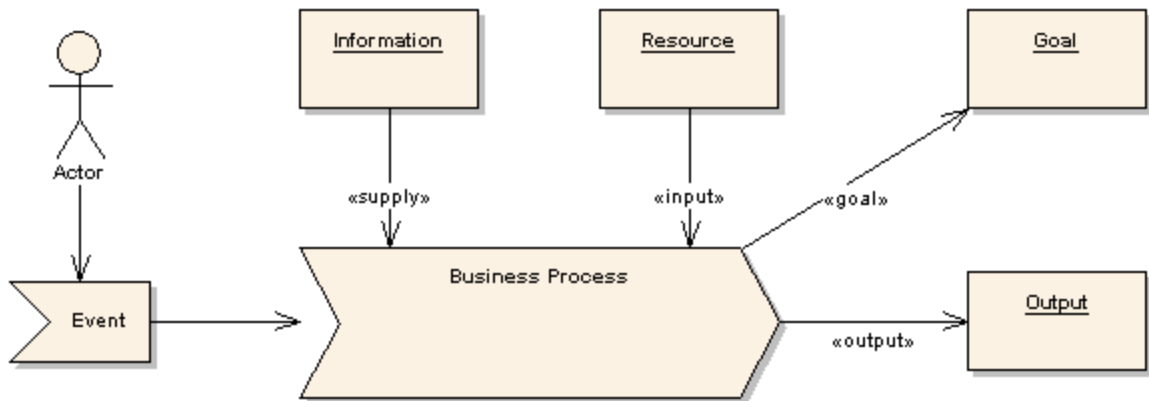 Information
Resource
Goal
Actor
«supply»
«input»
«goal»
Business Process
Event
Output
«output»